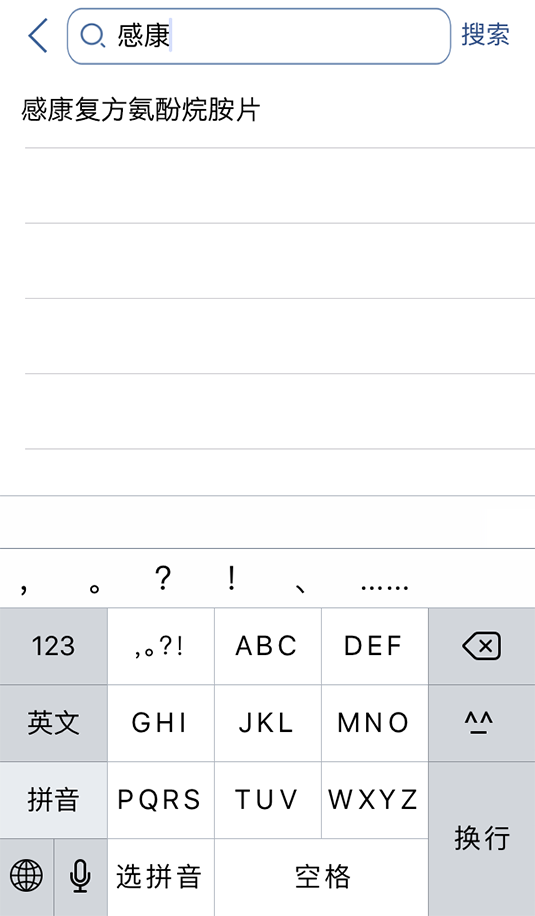 感康 搜索
感康复方氨酚烷胺片
， 。 ? ! 、 ……
123 ,。?! ABC DEF
英文 GHI JKL MNO ^^
拼音 PQRS TUV WXYZ
换行
选拼音 空格